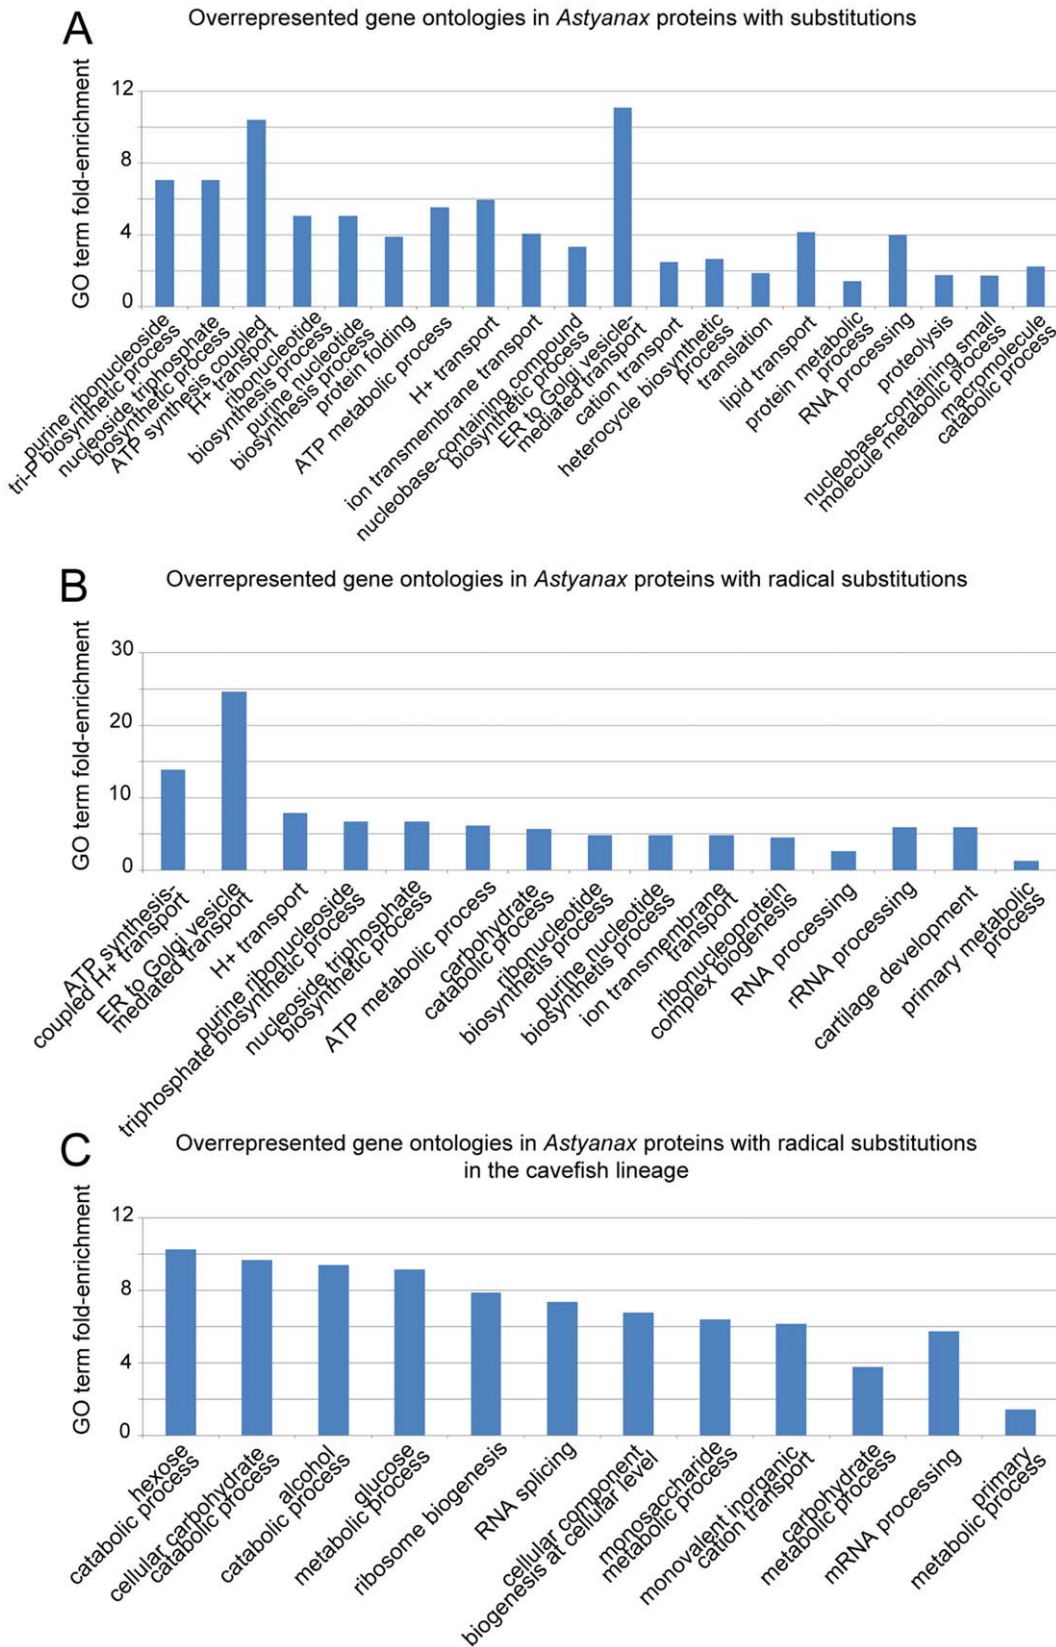 A
Overrepresented gene ontologies in Astyanax proteins with substitutions
GO term fold-enrichment
12
8
4
0
purine ribonucleoside
tri-P biosynthetic process
nucleoside triphosphate
biosynthetic process
ATP synthesis coupled
H+ transport
ribonucleotide
biosynthesis process
purine nucleotide
biosynthesis process
protein folding
ATP metabolic process
H+ transport
ion transmembrane transport
nucleobase-containing compound
biosynthetic process
ER to Golgi vesicle-
mediated transport
cation transport
heterocycle biosynthetic
process
translation
lipid transport
protein metabolic
process
RNA processing
proteolysis
nucleobase-containing small
molecule metabolic process
macromolecule
catabolic process
B
Overrepresented gene ontologies in Astyanax proteins with radical substitutions
GO term fold-enrichment
30
20
10
0
ATP synthesis-
coupled H+ transport
ER to Golgi vesicle
mediated transport
H+ transport
purine ribonucleoside
triphosphate biosynthetic process
nucleoside triphosphate
biosynthetic process
ATP metabolic process
carbohydrate
catabolic process
ribonucleotide
biosynthetis process
purine nucleotide
biosynthesis process
ion transmembrane
transport
ribonucleoprotein
complex biogenesis
RNA processing
rRNA processing
cartilage development
primary metabolic
process
C
Overrepresented gene ontologies in Astyanax proteins with radical substitutions
in the cavefish lineage
GO term fold-enrichment
12
8
4
0
hexose
catabolic process
cellular carbohydrate
catabolic process
alcohol
catabolic process
glucose
metabolic process
ribosome biogenesis
RNA splicing
cellular component
biogenesis at cellular level
monosaccharide
metabolic process
monovalent inorganic
cation transport
carbohydrate
metabolic process
mRNA processing
primary
metabolic process